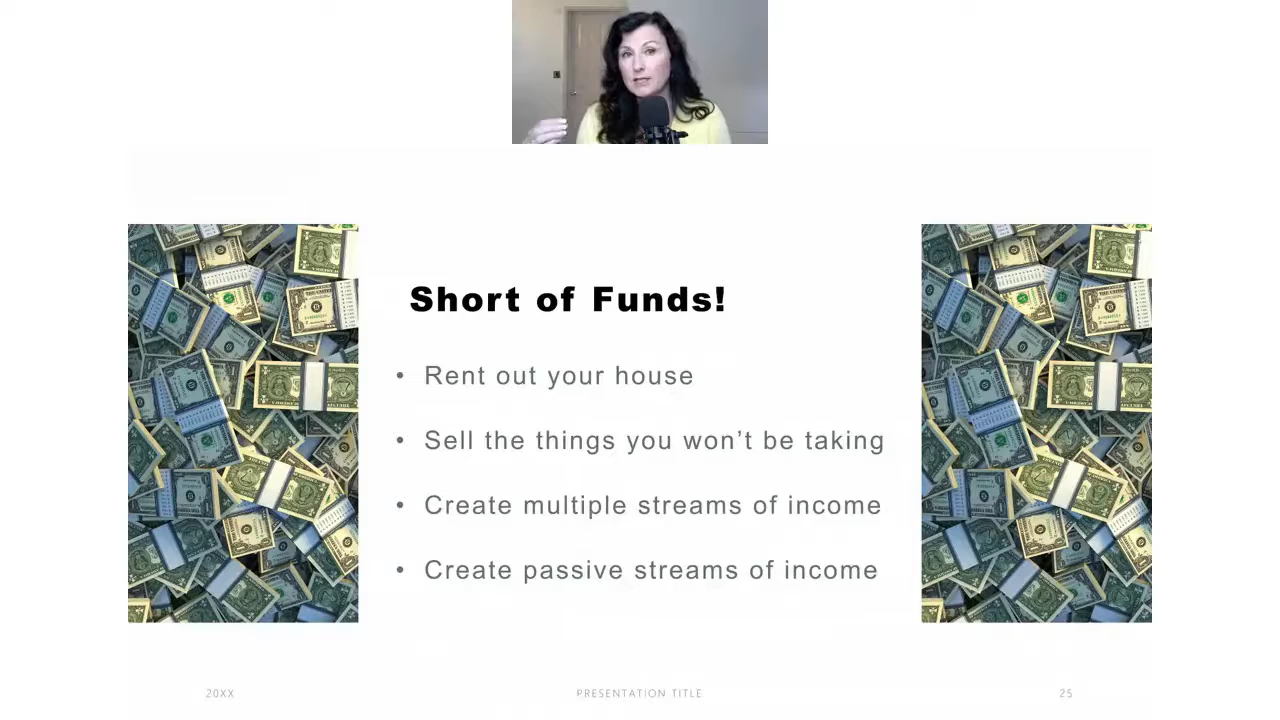 Short of Funds!
• Rent out your house
• Sell the things you won't be taking
• Create multiple streams of income
• Create passive streams of income
20XX
PRESENTATION TITLE
25